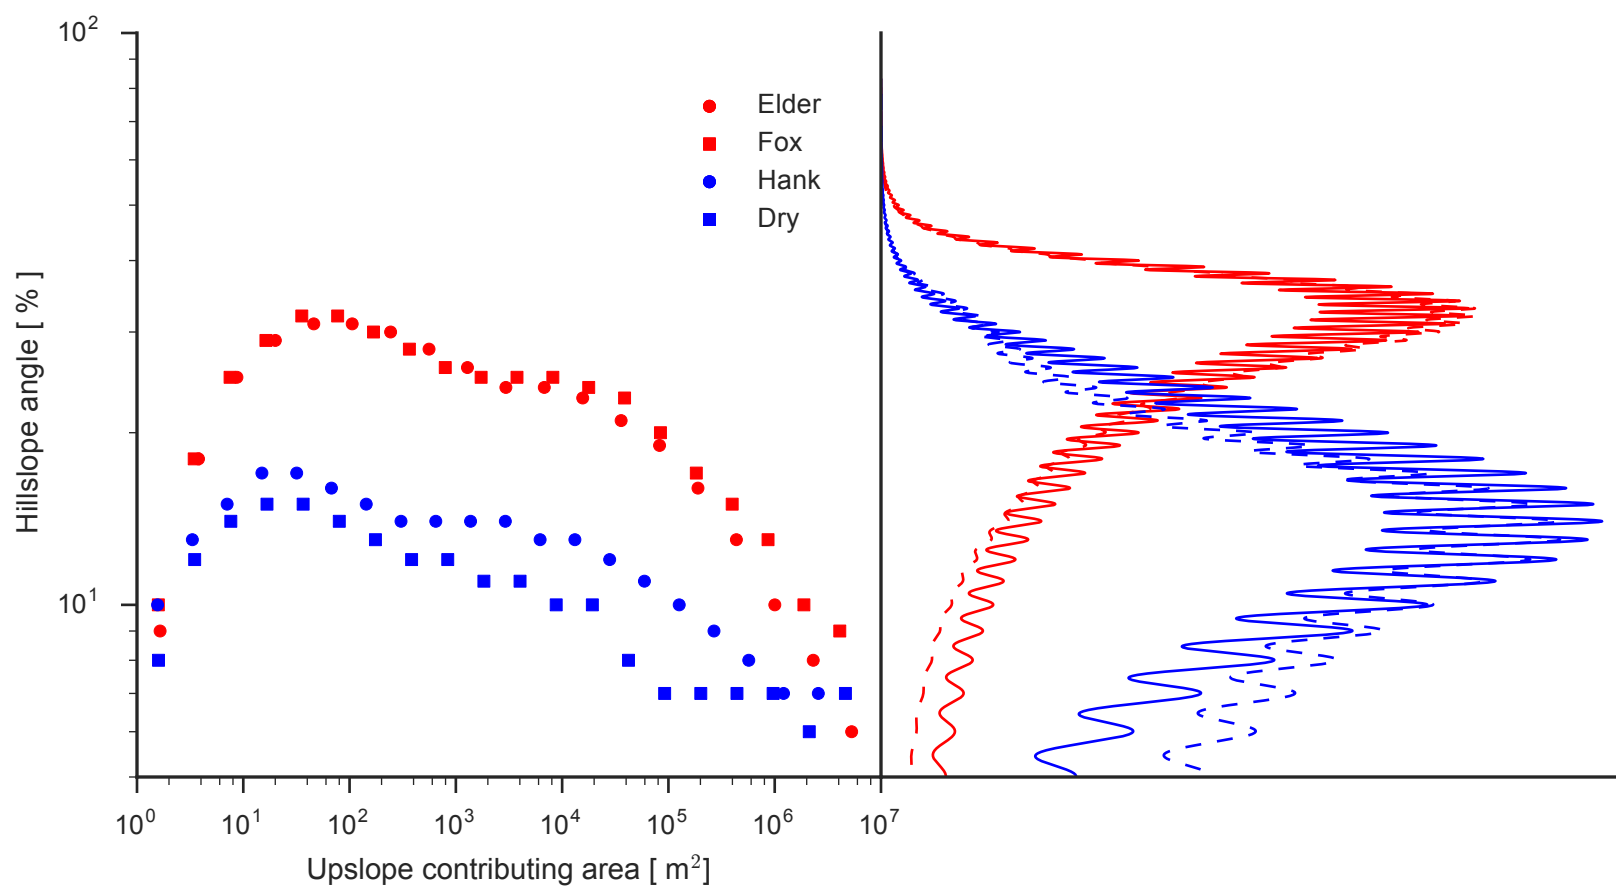 10²
Elder
Fox
Hank
Dry
Hillslope angle [ % ]
10¹
10⁰ 10¹ 10² 10³ 10⁴ 10⁵ 10⁶ 10⁷
Upslope contributing area [ m²]